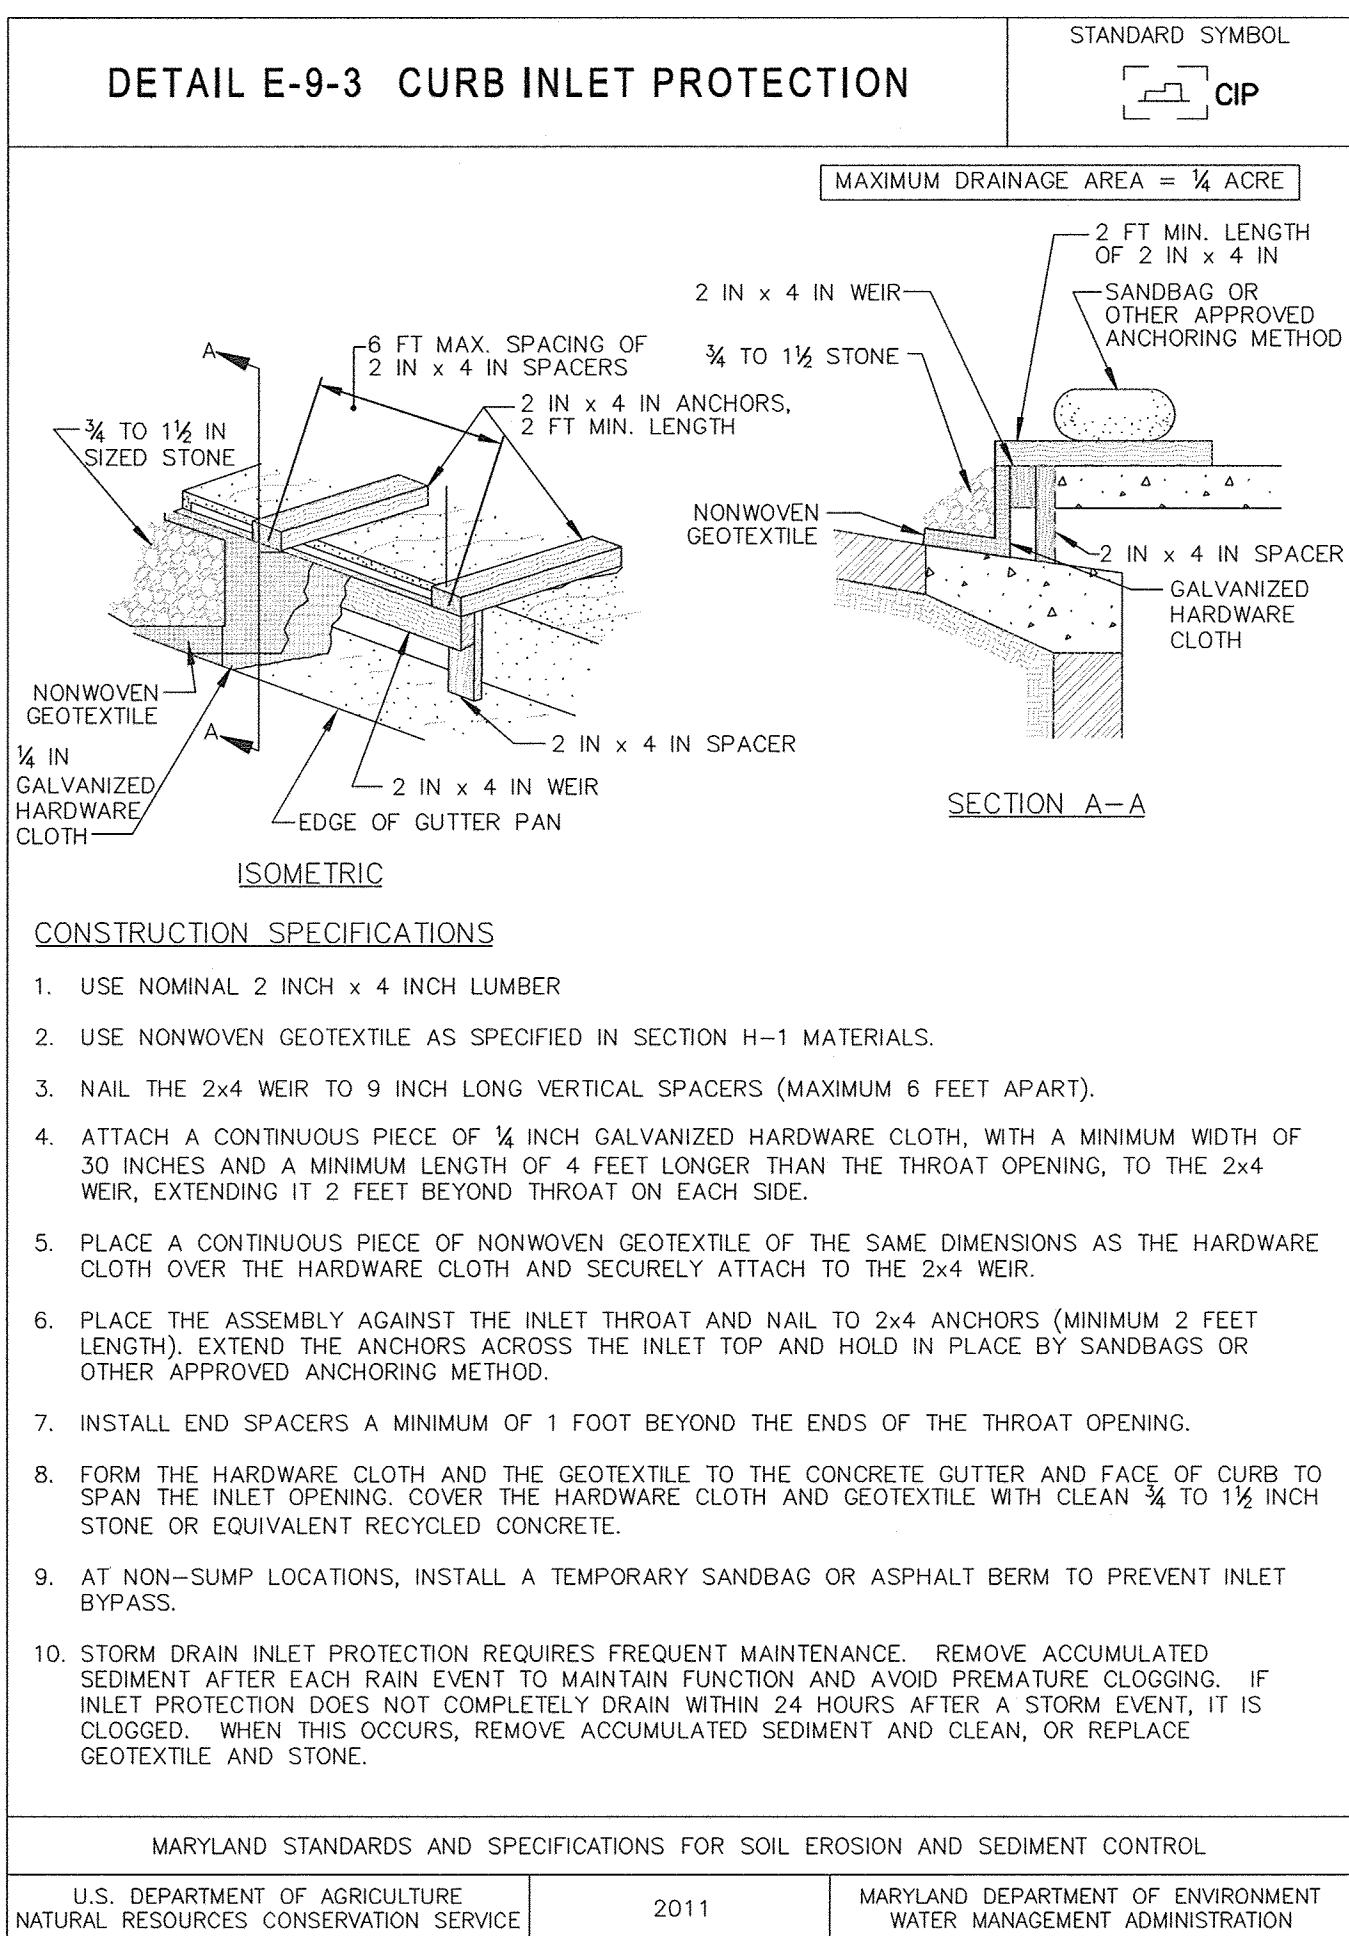 DETAIL E-9-3 CURB INLET PROTECTION
STANDARD SYMBOL
CIP
MAXIMUM DRAINAGE AREA = ¼ ACRE
2 FT MIN. LENGTH
OF 2 IN x 4 IN
2 IN x 4 IN WEIR
SANDBAG OR
OTHER APPROVED
ANCHORING METHOD
¾ TO 1½ STONE
NONWOVEN
GEOTEXTILE
2 IN x 4 IN SPACER
GALVANIZED
HARDWARE
CLOTH
SECTION A-A
A
6 FT MAX. SPACING OF
2 IN x 4 IN SPACERS
2 IN x 4 IN ANCHORS,
2 FT MIN. LENGTH
¾ TO 1½ IN
SIZED STONE
NONWOVEN
GEOTEXTILE
A
¼ IN
GALVANIZED
HARDWARE
CLOTH
2 IN x 4 IN SPACER
2 IN x 4 IN WEIR
EDGE OF GUTTER PAN
ISOMETRIC
CONSTRUCTION SPECIFICATIONS
1. USE NOMINAL 2 INCH x 4 INCH LUMBER
2. USE NONWOVEN GEOTEXTILE AS SPECIFIED IN SECTION H-1 MATERIALS.
3. NAIL THE 2x4 WEIR TO 9 INCH LONG VERTICAL SPACERS (MAXIMUM 6 FEET APART).
4. ATTACH A CONTINUOUS PIECE OF ¼ INCH GALVANIZED HARDWARE CLOTH, WITH A MINIMUM WIDTH OF
30 INCHES AND A MINIMUM LENGTH OF 4 FEET LONGER THAN THE THROAT OPENING, TO THE 2x4
WEIR, EXTENDING IT 2 FEET BEYOND THROAT ON EACH SIDE.
5. PLACE A CONTINUOUS PIECE OF NONWOVEN GEOTEXTILE OF THE SAME DIMENSIONS AS THE HARDWARE
CLOTH OVER THE HARDWARE CLOTH AND SECURELY ATTACH TO THE 2x4 WEIR.
6. PLACE THE ASSEMBLY AGAINST THE INLET THROAT AND NAIL TO 2x4 ANCHORS (MINIMUM 2 FEET
LENGTH). EXTEND THE ANCHORS ACROSS THE INLET TOP AND HOLD IN PLACE BY SANDBAGS OR
OTHER APPROVED ANCHORING METHOD.
7. INSTALL END SPACERS A MINIMUM OF 1 FOOT BEYOND THE ENDS OF THE THROAT OPENING.
8. FORM THE HARDWARE CLOTH AND THE GEOTEXTILE TO THE CONCRETE GUTTER AND FACE OF CURB TO
SPAN THE INLET OPENING. COVER THE HARDWARE CLOTH AND GEOTEXTILE WITH CLEAN ¾ TO 1½ INCH
STONE OR EQUIVALENT RECYCLED CONCRETE.
9. AT NON-SUMP LOCATIONS, INSTALL A TEMPORARY SANDBAG OR ASPHALT BERM TO PREVENT INLET
BYPASS.
10. STORM DRAIN INLET PROTECTION REQUIRES FREQUENT MAINTENANCE. REMOVE ACCUMULATED
SEDIMENT AFTER EACH RAIN EVENT TO MAINTAIN FUNCTION AND AVOID PREMATURE CLOGGING. IF
INLET PROTECTION DOES NOT COMPLETELY DRAIN WITHIN 24 HOURS AFTER A STORM EVENT, IT IS
CLOGGED. WHEN THIS OCCURS, REMOVE ACCUMULATED SEDIMENT AND CLEAN, OR REPLACE
GEOTEXTILE AND STONE.
MARYLAND STANDARDS AND SPECIFICATIONS FOR SOIL EROSION AND SEDIMENT CONTROL
U.S. DEPARTMENT OF AGRICULTURE
NATURAL RESOURCES CONSERVATION SERVICE
2011
MARYLAND DEPARTMENT OF ENVIRONMENT
WATER MANAGEMENT ADMINISTRATION